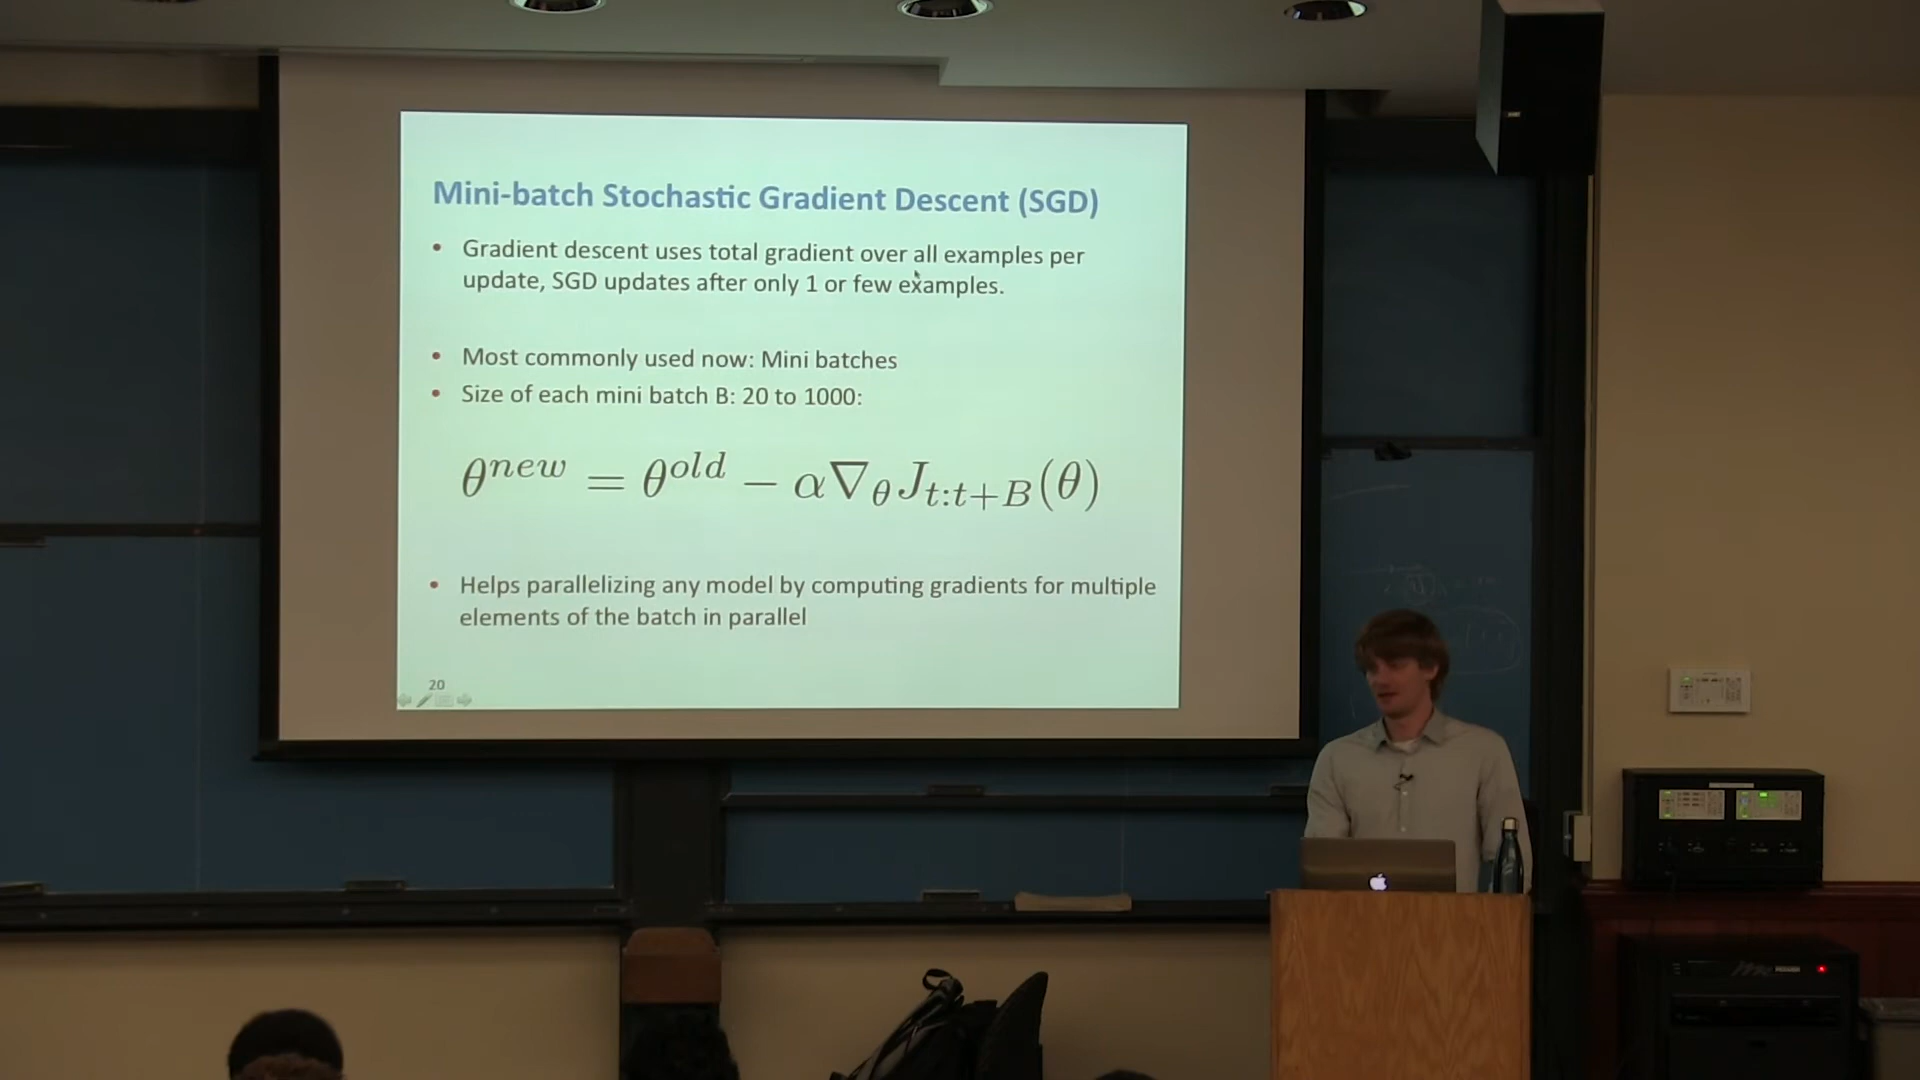 Mini-batch Stochastic Gradient Descent (SGD)
• Gradient descent uses total gradient over all examples per
update, SGD updates after only 1 or few examples.
• Most commonly used now: Mini batches
• Size of each mini batch B: 20 to 1000:
θ^{new} = θ^{old} − α∇_θ J_{t:t+B}(θ)
• Helps parallelizing any model by computing gradients for multiple
elements of the batch in parallel
20